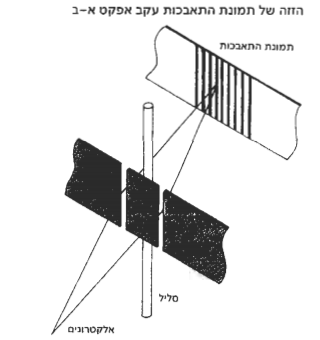 הזזה של תמונת התאבכות עקב אפקט א-ב
תמונת התאבכות
סליל
אלקטרונים